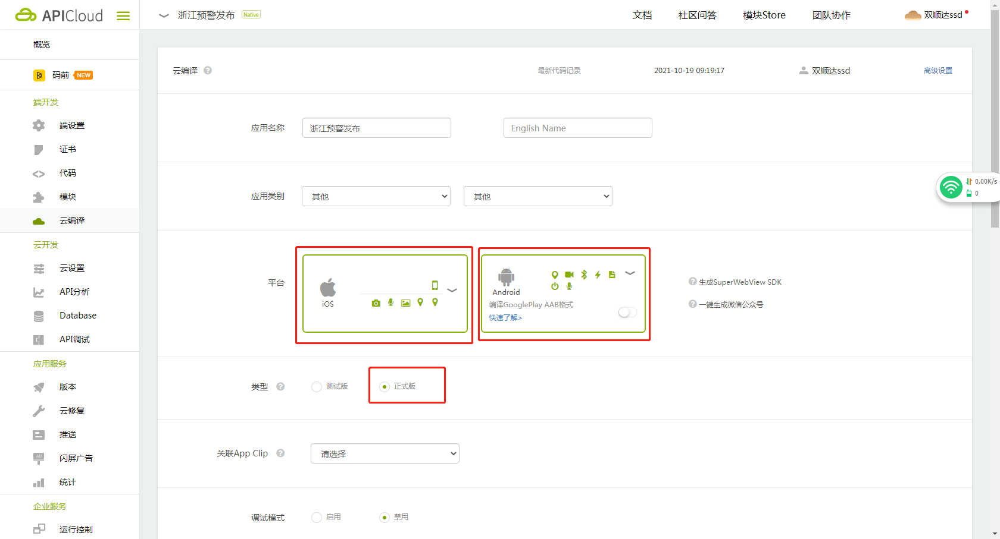 APICloud
浙江预警发布 Native
文档 社区问答 模块Store 团队协作 双顺达ssd
概览
码前 NEW
端开发
端设置
证书
代码
模块
云编译
云开发
云设置
API分析
Database
API调试
应用服务
版本
云修复
推送
AD
闪屏广告
统计
企业服务
运行控制
云编译 ? 最新代码记录 2021-10-19 09:19:17 双顺达ssd 高级设置
应用名称 浙江预警发布 English Name
应用类别 其他 其他
0.00K/s
0
平台
iOS
Android
编译GooglePlay AAB格式
快速了解>
? 生成SuperWebView SDK
? 一键生成微信公众号
类型 ? 测试版 正式版
关联App Clip ? 请选择
调试模式 启用 禁用